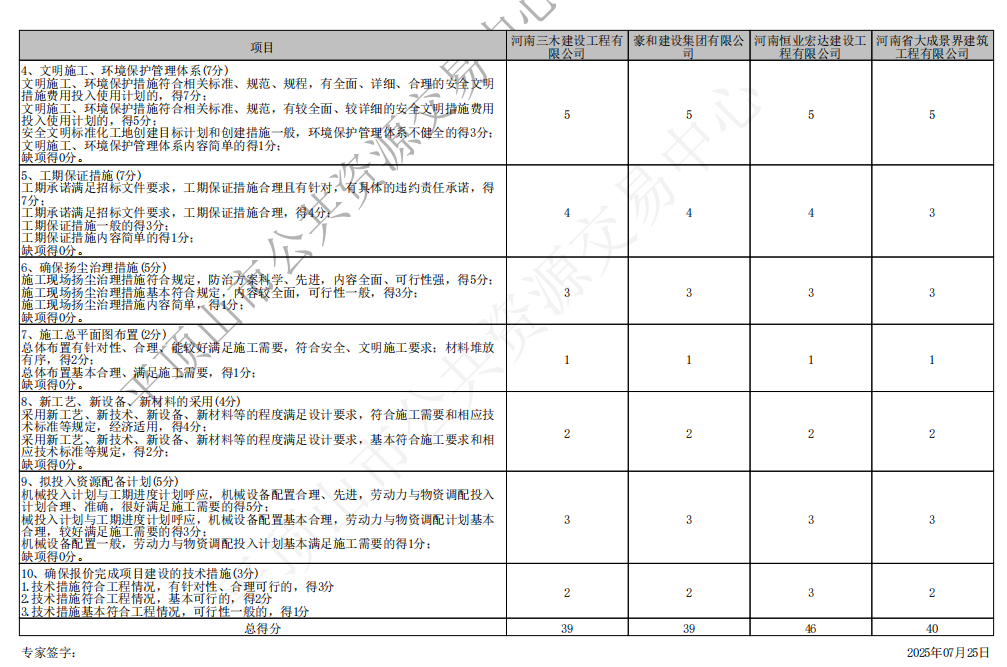 项目
河南三木建设工程有
限公司
豪和建设集团有限公
司
河南恒业宏达建设工
程有限公司
河南省大成景界建筑
工程有限公司
4、文明施工、环境保护管理体系(7分)
文明施工、环境保护措施符合相关标准、规范、规程，有全面、详细、合理的安全文明
措施费用投入使用计划的，得7分；
文明施工、环境保护措施符合相关标准、规范，有较全面、较详细的安全文明措施费用
投入使用计划的，得5分；
安全文明标准化工地创建目标计划和创建措施一般，环境保护管理体系不健全的得3分；
文明施工、环境保护管理体系内容简单的得1分；
缺项得0分。
5
5
5
5
5、工期保证措施(7分)
工期承诺满足招标文件要求，工期保证措施合理且有针对，有具体的违约责任承诺，得
7分；
工期承诺满足招标文件要求，工期保证措施合理，得4分；
工期保证措施一般的得3分；
工期保证措施内容简单的得1分；
缺项得0分。
4
4
4
3
6、确保扬尘治理措施(5分)
施工现场扬尘治理措施符合规定，防治方案科学、先进，内容全面、可行性强，得5分；
施工现场扬尘治理措施基本符合规定，内容较全面，可行性一般，得3分；
施工现场扬尘治理措施内容简单，得1分；
缺项得0分。
3
3
3
3
7、施工总平面图布置(2分)
总体布置有针对性、合理、能较好满足施工需要，符合安全、文明施工要求；材料堆放
有序，得2分；
总体布置基本合理、满足施工需要，得1分；
缺项得0分。
1
1
1
1
8、新工艺、新设备、新材料的采用(4分)
采用新工艺、新技术、新设备、新材料等的程度满足设计要求，符合施工需要和相应技
术标准等规定，经济适用，得4分；
采用新工艺、新技术、新设备、新材料等的程度满足设计要求，基本符合施工要求和相
应技术标准等规定，得2分；
缺项得0分。
2
2
2
2
9、拟投入资源配备计划(5分)
机械投入计划与工期进度计划呼应，机械设备配置合理、先进，劳动力与物资调配投入
计划合理、准确，很好满足施工需要的得5分；
械投入计划与工期进度计划呼应，机械设备配置基本合理，劳动力与物资调配计划基本
合理，较好满足施工需要的得3分；
机械设备配置一般，劳动力与物资调配投入计划基本满足施工需要的得1分；
缺项得0分。
3
3
3
3
10、确保报价完成项目建设的技术措施(3分)
1.技术措施符合工程情况，有针对性、合理可行的，得3分
2.技术措施符合工程情况，基本可行的，得2分
3.技术措施基本符合工程情况，可行性一般的，得1分
2
2
3
2
总得分
39
39
46
40
专家签字：
2025年07月25日
平顶山市公共资源交易中心
平顶山市公共资源交易中心